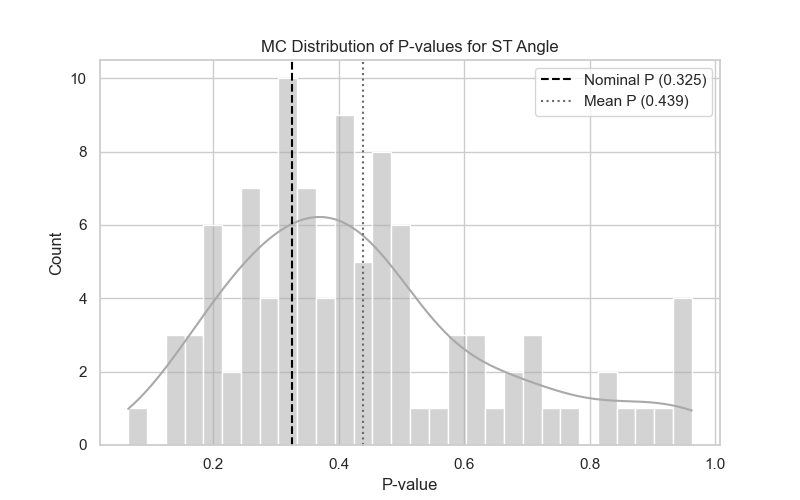 MC Distribution of P-values for ST Angle
Nominal P (0.325)
Mean P (0.439)
10
8
6
4
2
0
Count
0.2 0.4 0.6 0.8 1.0
P-value